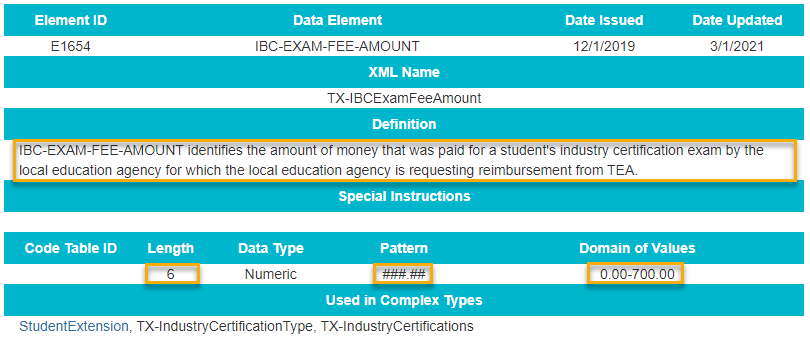 Element ID Data Element Date Issued Date Updated
E1654 IBC-EXAM-FEE-AMOUNT 12/1/2019 3/1/2021
XML Name
TX-IBCExamFeeAmount
Definition
IBC-EXAM-FEE-AMOUNT identifies the amount of money that was paid for a student's industry certification exam by the
local education agency for which the local education agency is requesting reimbursement from TEA.
Special Instructions
Code Table ID Length Data Type Pattern Domain of Values
6 Numeric ###.## 0.00-700.00
Used in Complex Types
StudentExtension, TX-IndustryCertificationType, TX-IndustryCertifications